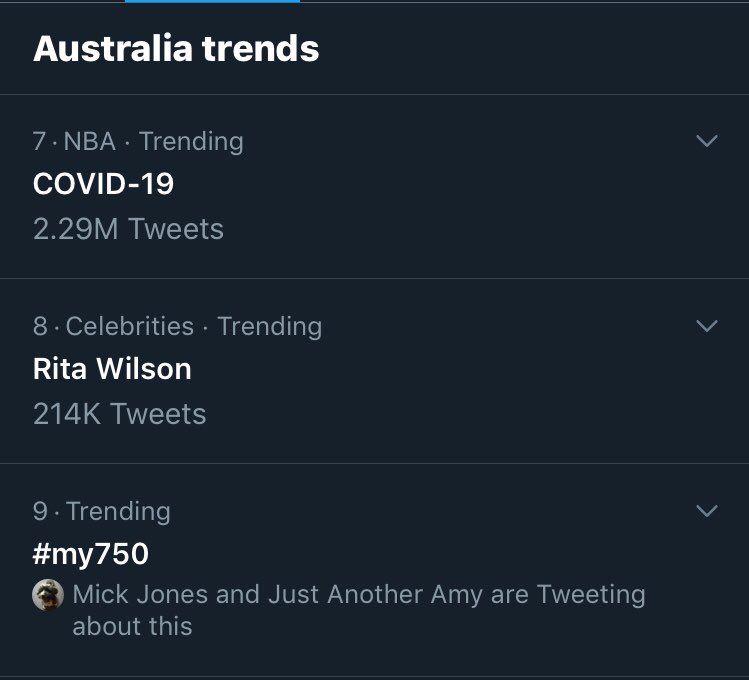 Australia trends
7 · NBA · Trending
COVID-19
2.29M Tweets
8 · Celebrities · Trending
Rita Wilson
214K Tweets
9 · Trending
#my750
Mick Jones and Just Another Amy are Tweeting
about this